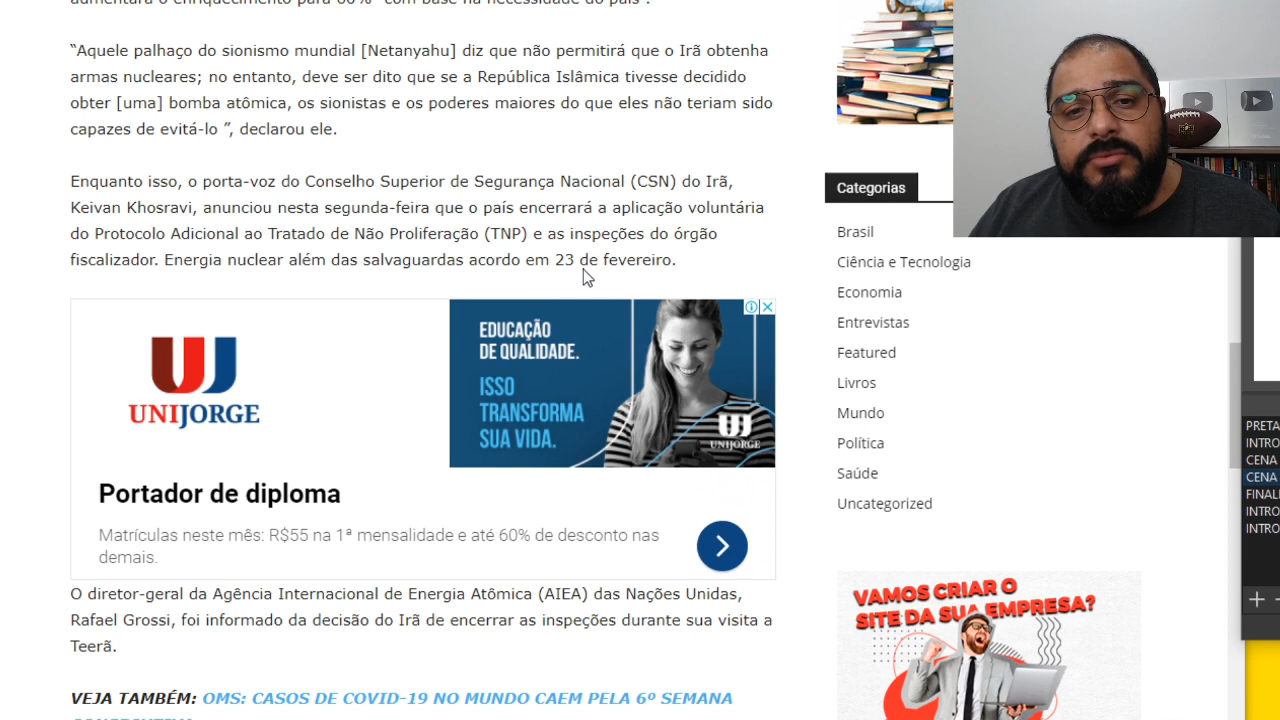 aumentará o enriquecimento para 60% “com base na necessidade do país”.
“Aquele palhaço do sionismo mundial [Netanyahu] diz que não permitirá que o Irã obtenha
armas nucleares; no entanto, deve ser dito que se a República Islâmica tivesse decidido
obter [uma] bomba atômica, os sionistas e os poderes maiores do que eles não teriam sido
capazes de evitá-lo ”, declarou ele.
Enquanto isso, o porta-voz do Conselho Superior de Segurança Nacional (CSN) do Irã,
Keivan Khosravi, anunciou nesta segunda-feira que o país encerrará a aplicação voluntária
do Protocolo Adicional ao Tratado de Não Proliferação (TNP) e as inspeções do órgão
fiscalizador. Energia nuclear além das salvaguardas acordo em 23 de fevereiro.
UNIJORGE
EDUCAÇÃO
DE QUALIDADE.
ISSO
TRANSFORMA
SUA VIDA.
UNIJORGE
Portador de diploma
Matrículas neste mês: R$55 na 1ª mensalidade e até 60% de desconto nas
demais.
O diretor-geral da Agência Internacional de Energia Atômica (AIEA) das Nações Unidas,
Rafael Grossi, foi informado da decisão do Irã de encerrar as inspeções durante sua visita a
Teerã.
VEJA TAMBÉM: OMS: CASOS DE COVID-19 NO MUNDO CAEM PELA 6º SEMANA
Categorias
Brasil
Ciência e Tecnologia
Economia
Entrevistas
Featured
Livros
Mundo
Política
Saúde
Uncategorized
VAMOS CRIAR O
SITE DA SUA EMPRESA?
PRETA
INTRO
CENA
CENA
FINALI
INTRO
INTRO